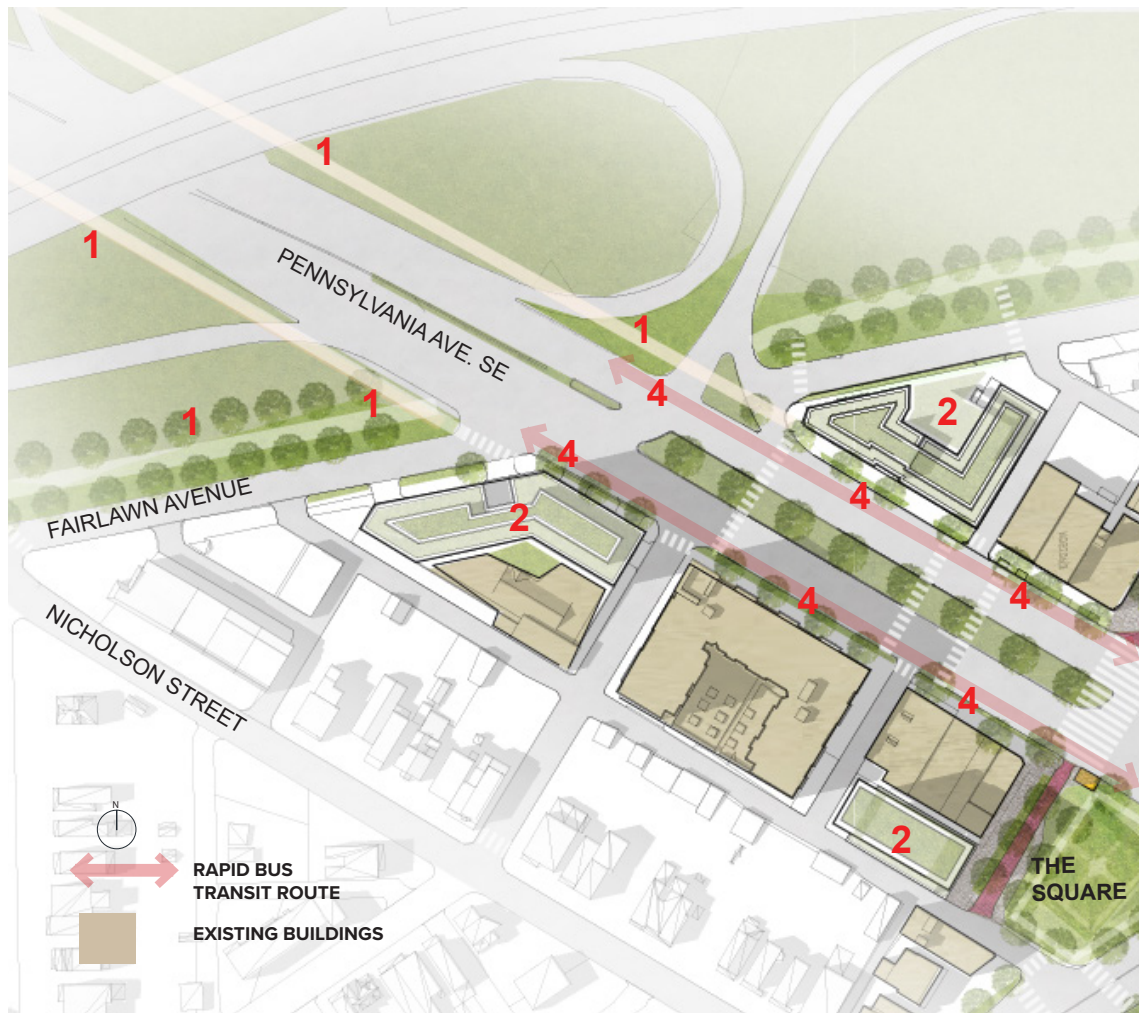 1
1
PENNSYLVANIA AVE. SE
1
4
1
1
2
4
4
2
FAIRLAWN AVENUE
4
4
NICHOLSON STREET
4
N
2
THE
SQUARE
RAPID BUS
TRANSIT ROUTE
EXISTING BUILDINGS